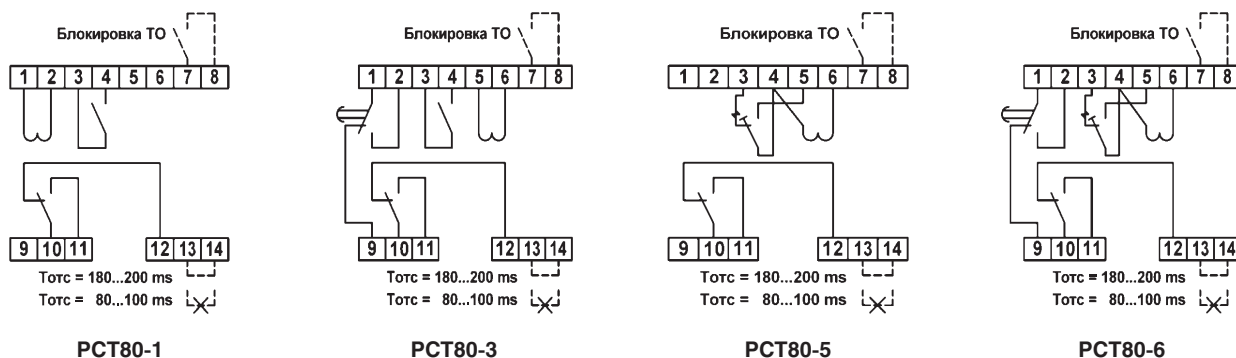 Блокировка ТО
1 2 3 4 5 6 7 8
9 10 11 12 13 14
Тотс = 180...200 ms
Тотс = 80...100 ms
РСТ80-1
Блокировка ТО
1 2 3 4 5 6 7 8
9 10 11 12 13 14
Тотс = 180...200 ms
Тотс = 80...100 ms
РСТ80-3
Блокировка ТО
1 2 3 4 5 6 7 8
9 10 11 12 13 14
Тотс = 180...200 ms
Тотс = 80...100 ms
РСТ80-5
Блокировка ТО
1 2 3 4 5 6 7 8
9 10 11 12 13 14
Тотс = 180...200 ms
Тотс = 80...100 ms
РСТ80-6